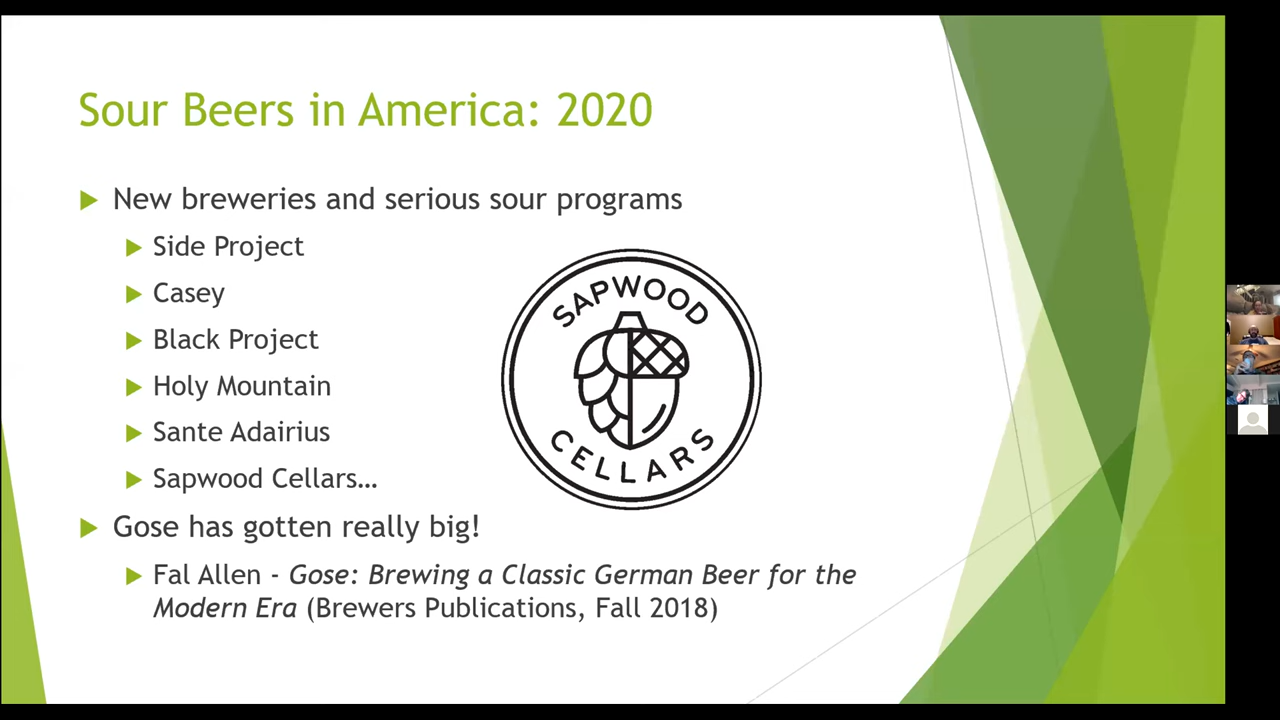 Sour Beers in America: 2020
New breweries and serious sour programs
Side Project
Casey
Black Project
Holy Mountain
Sante Adairius
Sapwood Cellars…
SAPWOOD
CELLARS
Gose has gotten really big!
Fal Allen - Gose: Brewing a Classic German Beer for the
Modern Era (Brewers Publications, Fall 2018)